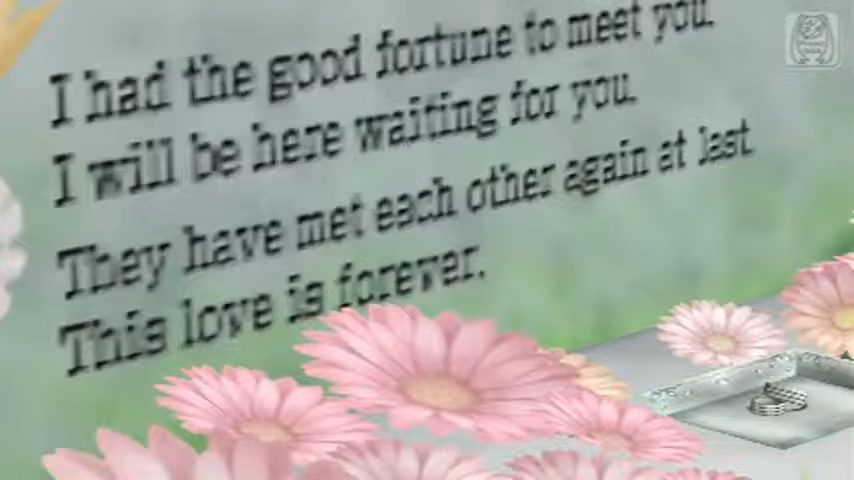 I had the good fortune to meet you.
I will be here waiting for you.
They have met each other again at last
This love is forever.